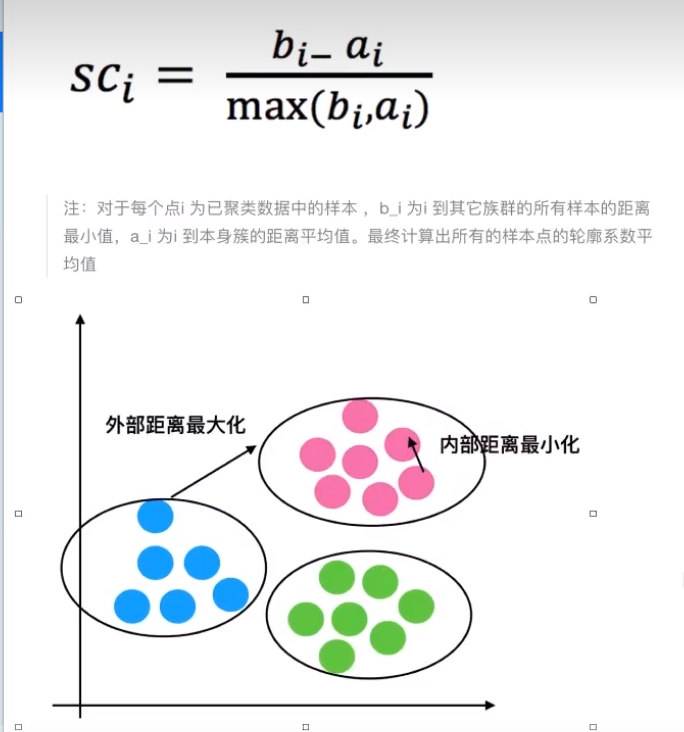 sc_i = \frac{b_i - a_i}{\max(b_i, a_i)}
注：对于每个点i 为已聚类数据中的样本 ，b_i 为i 到其它族群的所有样本的距离
最小值，a_i 为i 到本身簇的距离平均值。最终计算出所有的样本点的轮廓系数平
均值
外部距离最大化
内部距离最小化